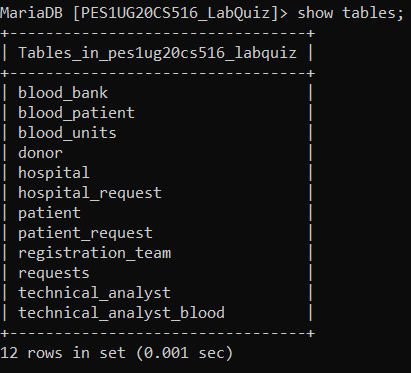 MariaDB [PES1UG20CS516_LabQuiz]> show tables;
+--------------------------------+
| Tables_in_pes1ug20cs516_labquiz |
+--------------------------------+
| blood_bank |
| blood_patient |
| blood_units |
| donor |
| hospital |
| hospital_request |
| patient |
| patient_request |
| registration_team |
| requests |
| technical_analyst |
| technical_analyst_blood |
+--------------------------------+
12 rows in set (0.001 sec)